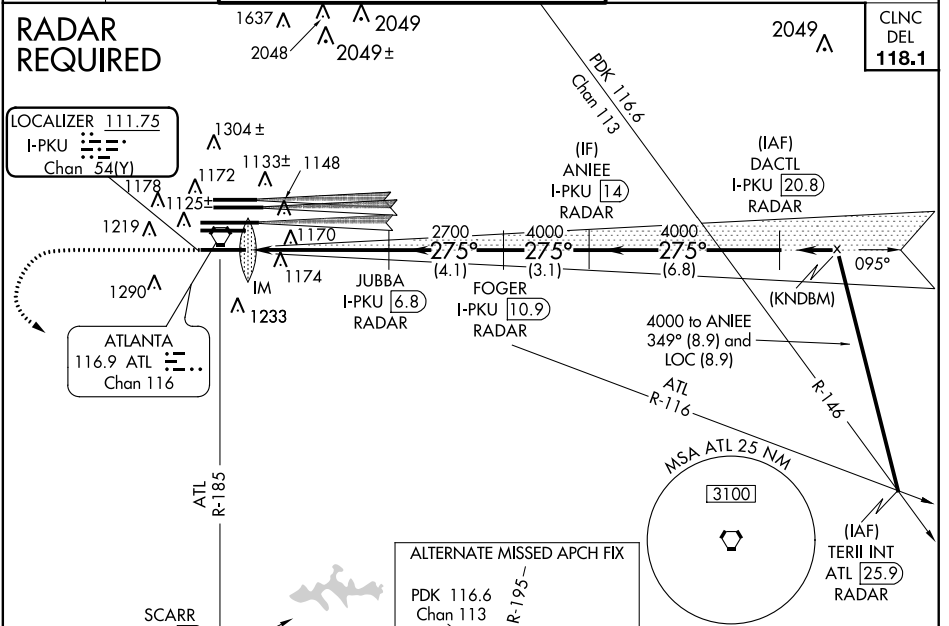 RADAR
REQUIRED
1637
2048
2049
2049±
2049
CLNC
DEL
118.1
PDK 116.6
Chan 113
LOCALIZER 111.75
I-PKU
Chan 54(Y)
1304±
1133±
1148
1172
1178
1125±
1219
1170
1174
1290
1233
IM
(IF)
ANIEE
I-PKU 14
RADAR
(IAF)
DACTL
I-PKU 20.8
RADAR
2700
275°
(4.1)
4000
275°
(3.1)
4000
275°
(6.8)
095°
(KNDBM)
JUBBA
I-PKU 6.8
RADAR
FOGER
I-PKU 10.9
RADAR
4000 to ANIEE
349° (8.9) and
LOC (8.9)
ATLANTA
116.9 ATL
Chan 116
ATL
R-116
R-146
ATL
R-185
MSA ATL 25 NM
3100
(IAF)
TERII INT
ATL 25.9
RADAR
ALTERNATE MISSED APCH FIX
PDK 116.6
Chan 113
R-195
SCARR